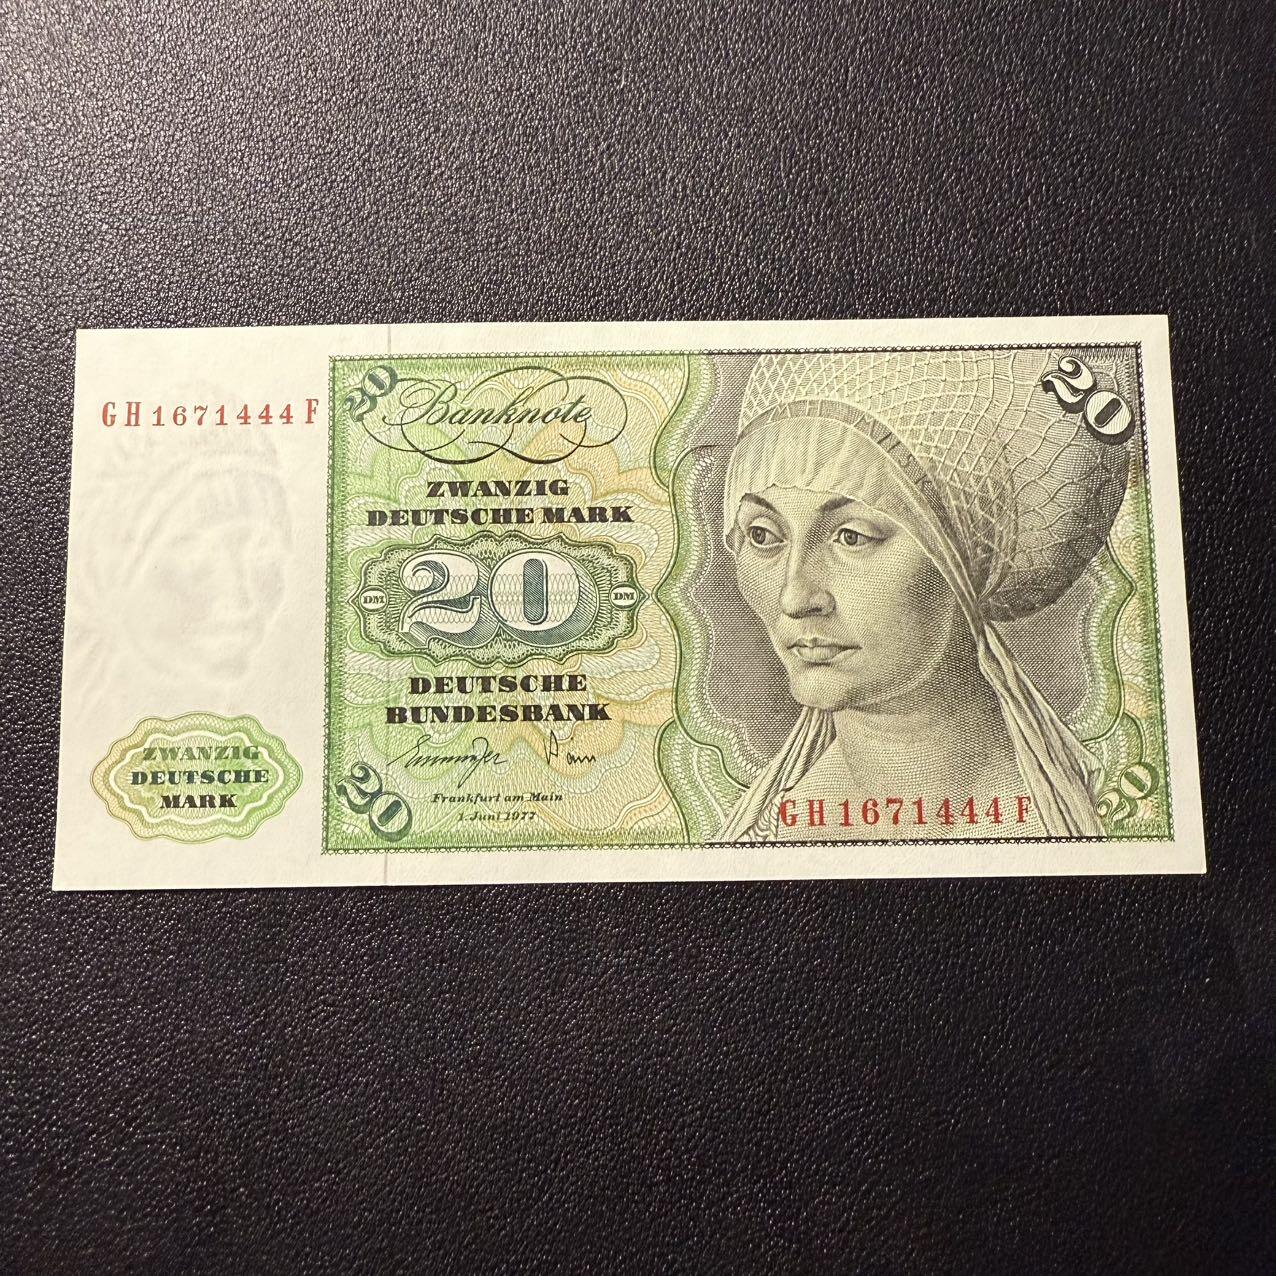 GH1671444F
20
Banknote
20
ZWANZIG
DEUTSCHE MARK
DM
20
DM
DEUTSCHE
BUNDESBANK
Frankfurt am Main
1. Juni 1977
20
ZWANZIG
DEUTSCHE
MARK
GH1671444F
20